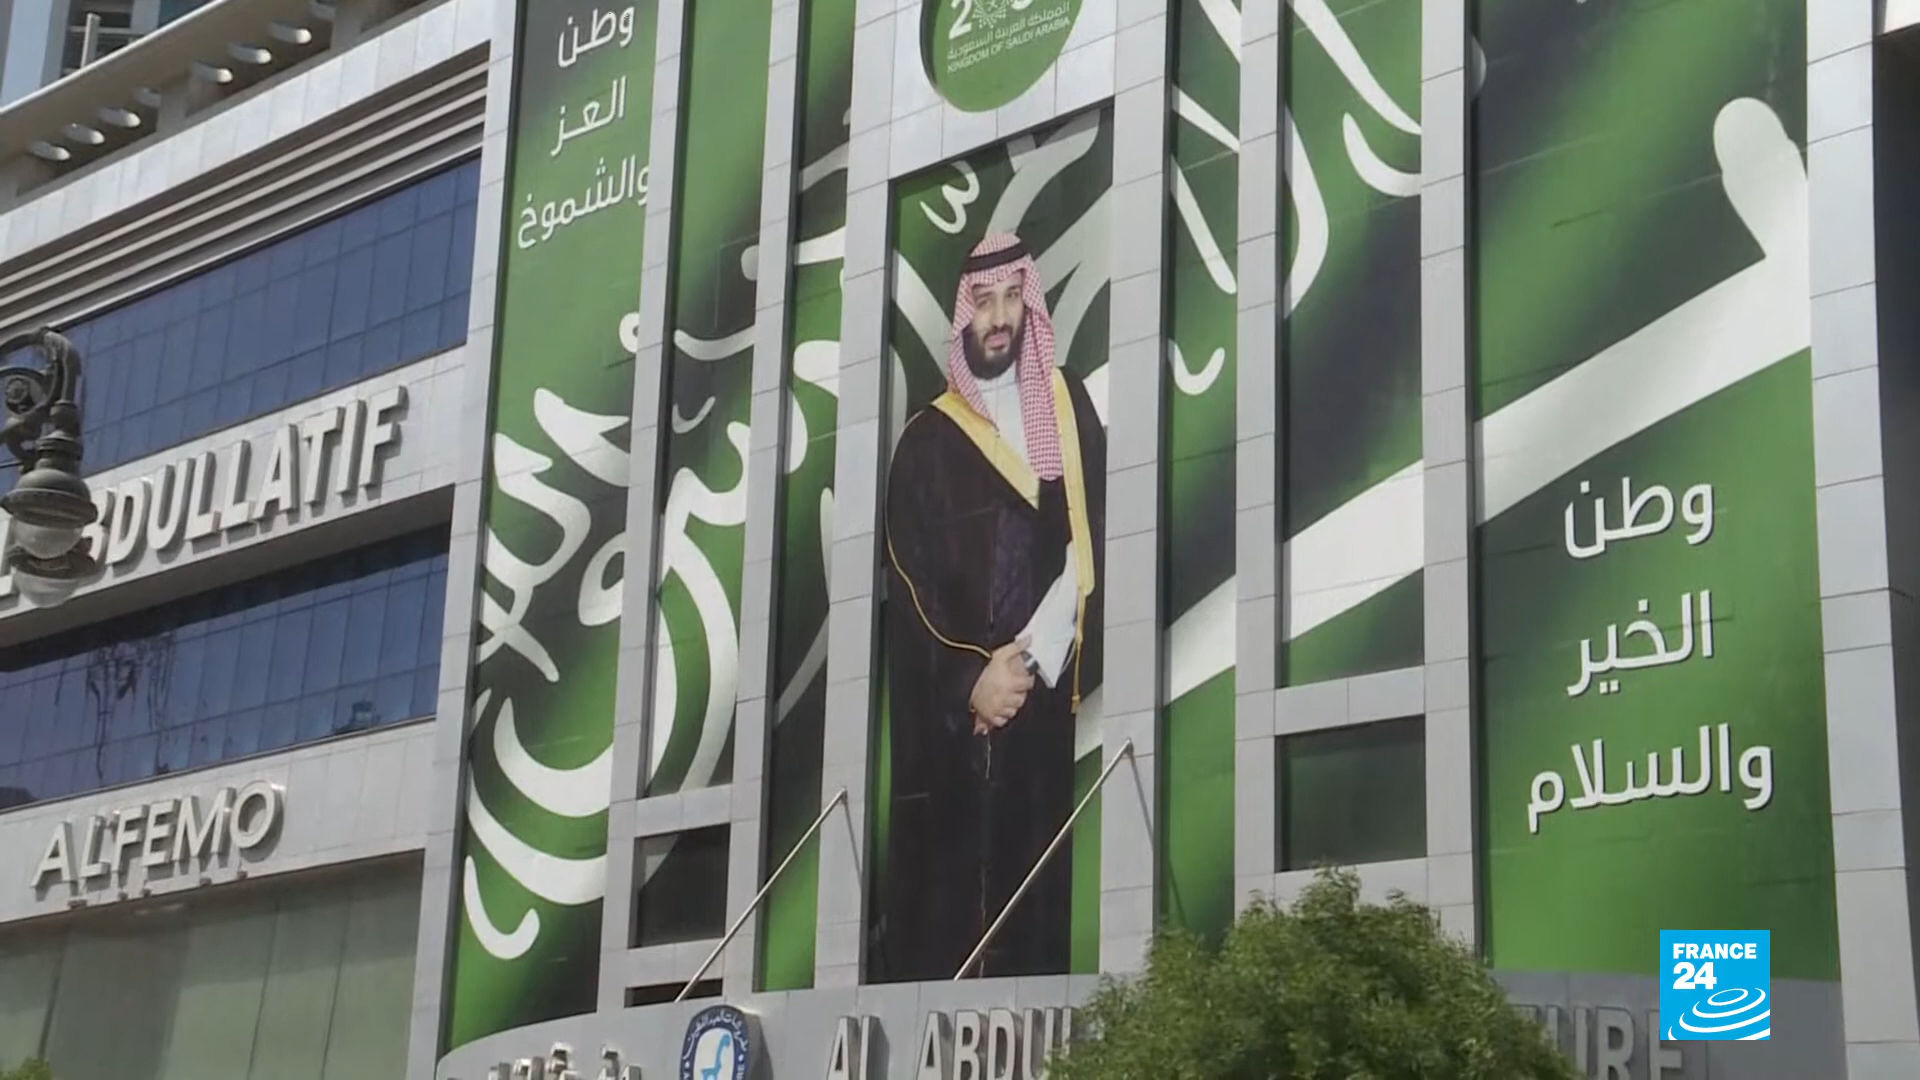 وطن
العز
والشموخ
المملكة العربية السعودية
KINGDOM OF SAUDI ARABIA
ABDULLATIF
ALFEMO
وطن
الخير
والسلام
FRANCE
24